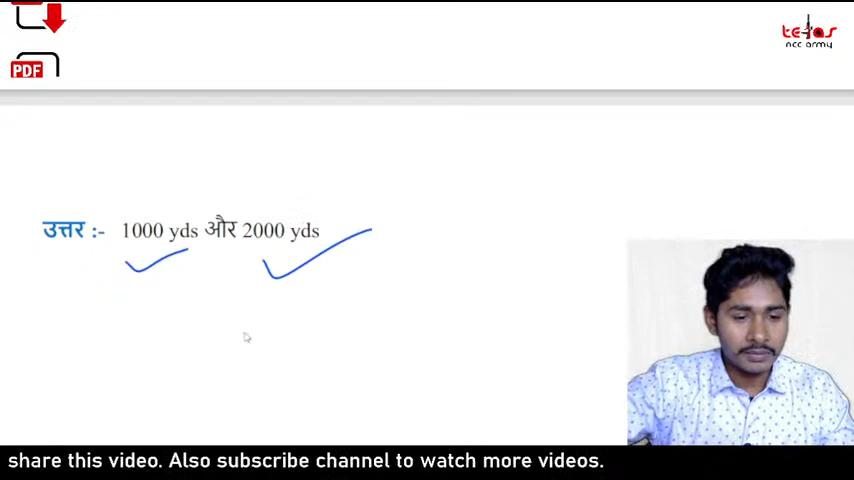 tejas
ncc army
PDF
उत्तर :- 1000 yds और 2000 yds
share this video. Also subscribe channel to watch more videos.